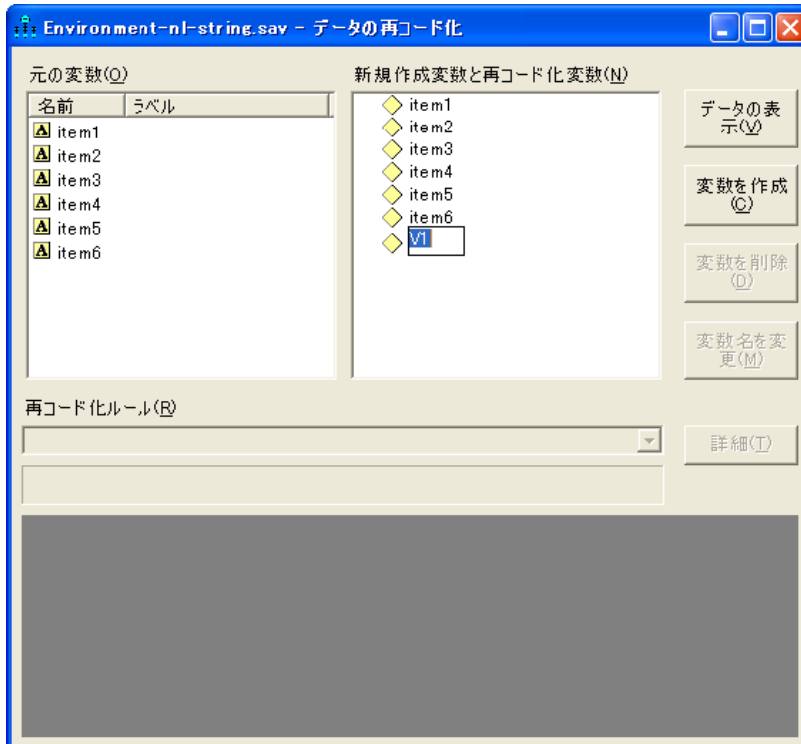 Environment-nl-string.sav - データの再コード化
元の変数(O)
名前 ラベル
item1
item2
item3
item4
item5
item6
新規作成変数と再コード化変数(N)
item1
item2
item3
item4
item5
item6
V1
データの表
示(V)
変数を作成
(C)
変数を削除
(D)
変数名を変
更(M)
再コード化ルール(R)
詳細(T)